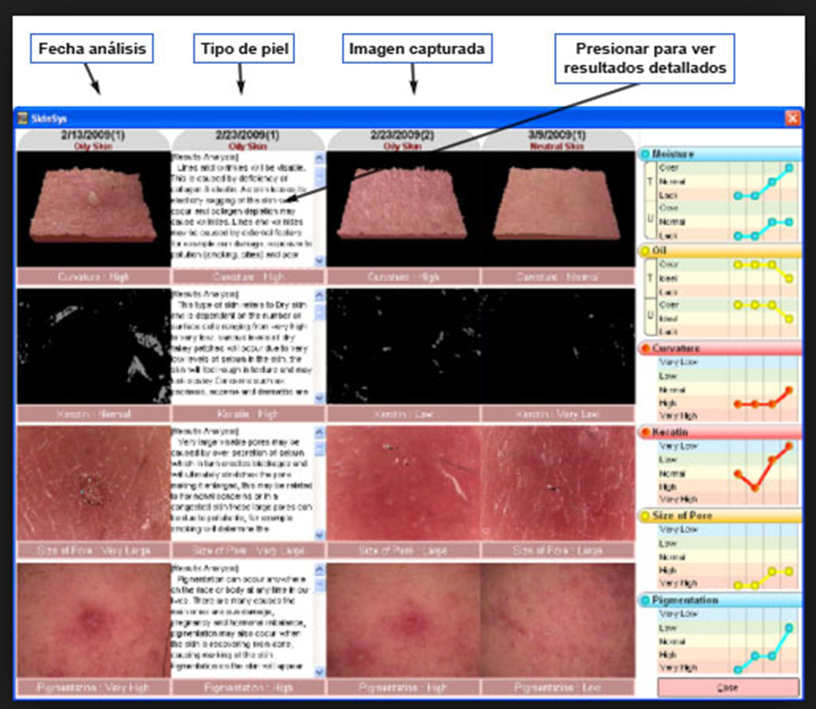 Fecha análisis
Tipo de piel
Imagen capturada
Presionar para ver
resultados detallados
SkinSys
2/13/2009(1)
Oily Skin
2/23/2009(1)
Oily Skin
2/23/2009(2)
Oily Skin
3/9/2009(1)
Neutral Skin
[Results Analysis]
Lines and wrinkles will be visible.
This is caused by deficiency of
collagen & elastin. As skin looses its
elasticity sagging of the skin
occur and collagen depletion may
cause wrinkles. Lines and wrinkles
may be caused by external factors
for example sun damage, exposure to
pollution (smoking, cities) and poor
Curvature : High
Curvature : High
Curvature : High
Curvature : Normal
[Results Analysis]
This type of skin refers to Dry skin
and is dependent on the number of
surface cells ranging from very high
to very low, various levels of dry
flakey patches will occur due to very
low levels of sebum in the skin, the
skin will feel rough in texture and may
look scaley. Concerns such as
psoriasis, eczema and dermatitis are
Keratin : Normal
Keratin : High
Keratin : Low
Keratin : Very Low
[Results Analysis]
Very large visible pores may be
caused by over secretion of sebum
which in turn creates blockages and
will ultimately stretches the pore
making it enlarged, this may be related
to hormonal concerns or in a
congested skin these large pores can
be due to pollutants, for example
smoking will determine the
Size of Pore : Very Large
Size of Pore : Very Large
Size of Pore : Large
Size of Pore : Large
[Results Analysis]
Pigmentation can occur anywhere
on the face or body at any time in our
lives. There are many causes the
main ones are sun damage,
pregnancy and hormonal imbalance,
pigmentation may also occur when
the skin is recovering from acne,
causing marking of the skin
Pigmentation on the skin will appear
Pigmentation : Very High
Pigmentation : High
Pigmentation : High
Pigmentation : Low
Moisture
T
Over
Normal
Lack
U
Over
Normal
Lack
Oil
T
Over
Ideal
Lack
U
Over
Ideal
Lack
Curvature
Very Low
Low
Normal
High
Very High
Keratin
Very Low
Low
Normal
High
Very High
Size of Pore
Very Low
Low
Normal
High
Very High
Pigmentation
Very Low
Low
Normal
High
Very High
Close